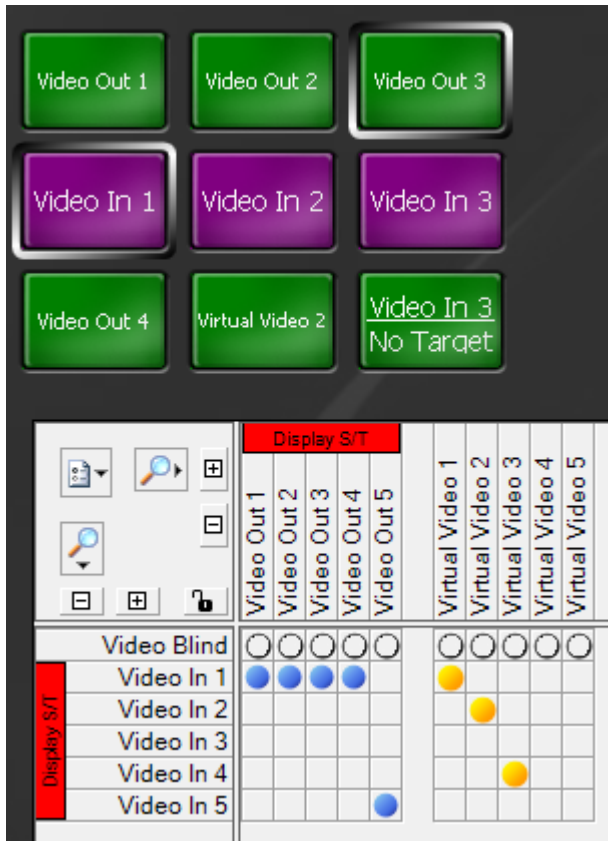 Video Out 1
Video Out 2
Video Out 3
Video In 1
Video In 2
Video In 3
Video Out 4
Virtual Video 2
Video In 3
No Target
Display S/T
Video Out 1
Video Out 2
Video Out 3
Video Out 4
Video Out 5
Virtual Video 1
Virtual Video 2
Virtual Video 3
Virtual Video 4
Virtual Video 5
Video Blind
Display S/T
Video In 1
Video In 2
Video In 3
Video In 4
Video In 5